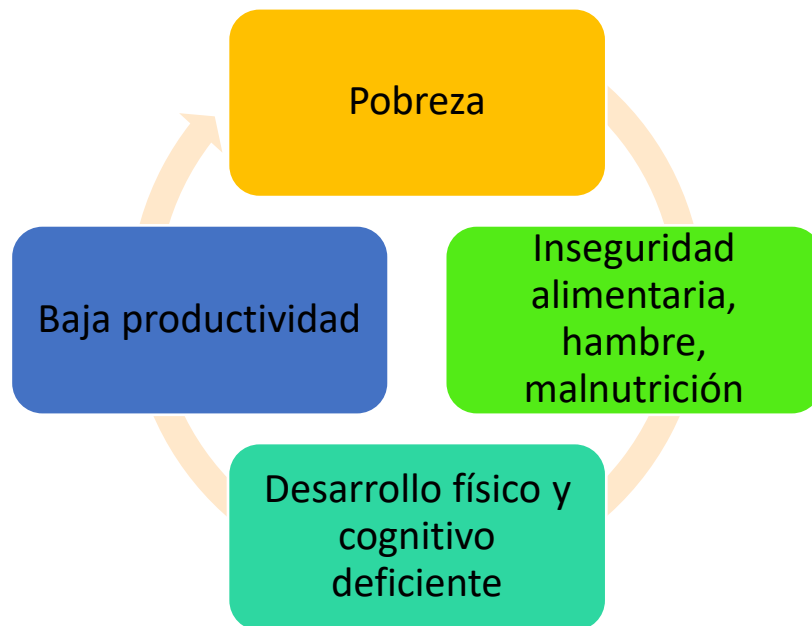 Pobreza
Inseguridad
alimentaria,
hambre,
malnutrición
Desarrollo físico y
cognitivo
deficiente
Baja productividad